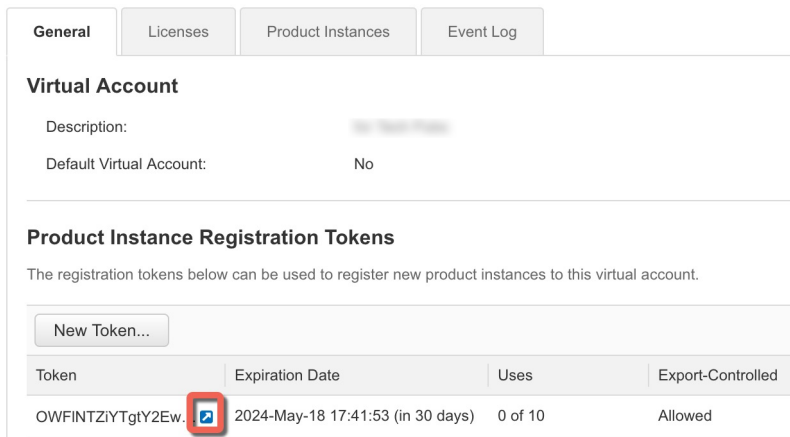 General Licenses Product Instances Event Log
Virtual Account
Description:
Default Virtual Account: No
Product Instance Registration Tokens
The registration tokens below can be used to register new product instances to this virtual account.
New Token...
Token Expiration Date Uses Export-Controlled
OWFlNTZiYTgtY2Ew... 2024-May-18 17:41:53 (in 30 days) 0 of 10 Allowed